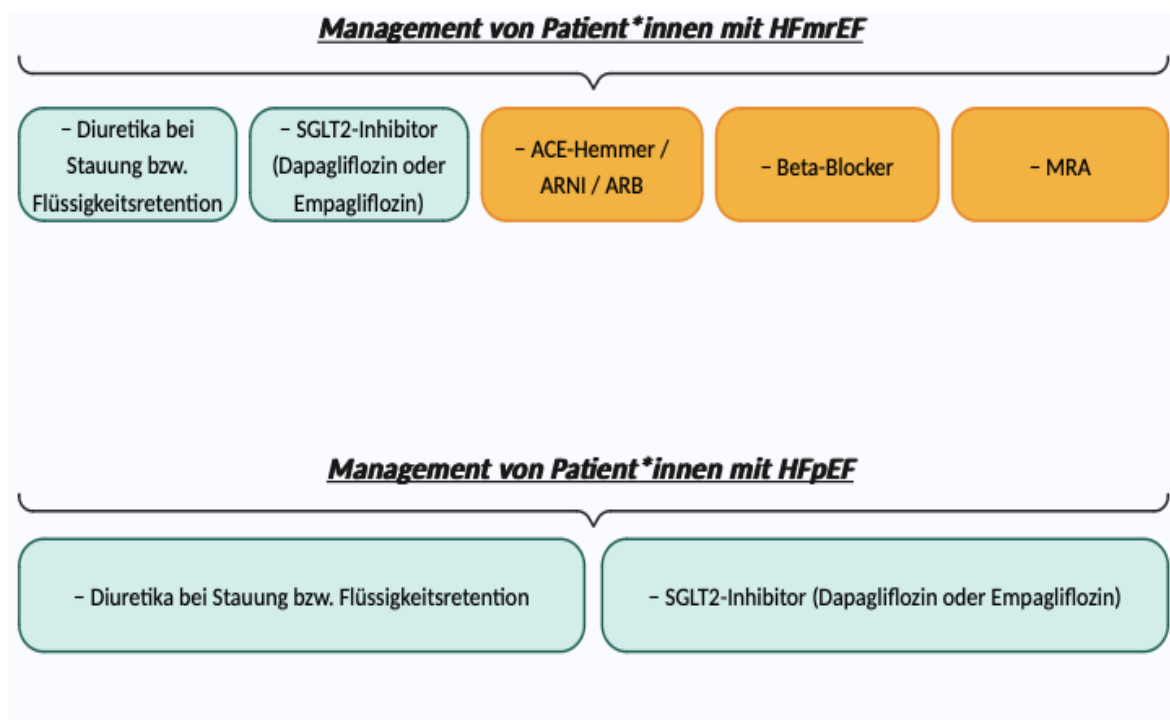 Management von Patient*innen mit HFmrEF
– Diuretika bei
Stauung bzw.
Flüssigkeitsretention
– SGLT2-Inhibitor
(Dapagliflozin oder
Empagliflozin)
– ACE-Hemmer /
ARNI / ARB
– Beta-Blocker
– MRA
Management von Patient*innen mit HFpEF
– Diuretika bei Stauung bzw. Flüssigkeitsretention
– SGLT2-Inhibitor (Dapagliflozin oder Empagliflozin)